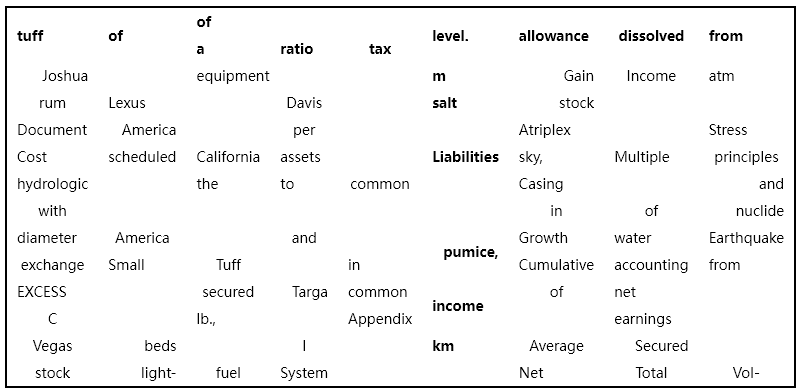 of
tuff of level. allowance dissolved from
a ratio tax
Joshua equipment m Gain Income atm
rum Lexus Davis salt stock
Document America per Atriplex Stress
Cost scheduled California assets Liabilities sky, Multiple principles
hydrologic the to common Casing and
with in of nuclide
diameter America and Growth water Earthquake
pumice,
exchange Small Tuff in Cumulative accounting from
EXCESS secured Targa common of net
income
C lb., Appendix earnings
Vegas beds I km Average Secured
stock light- fuel System Net Total Vol-